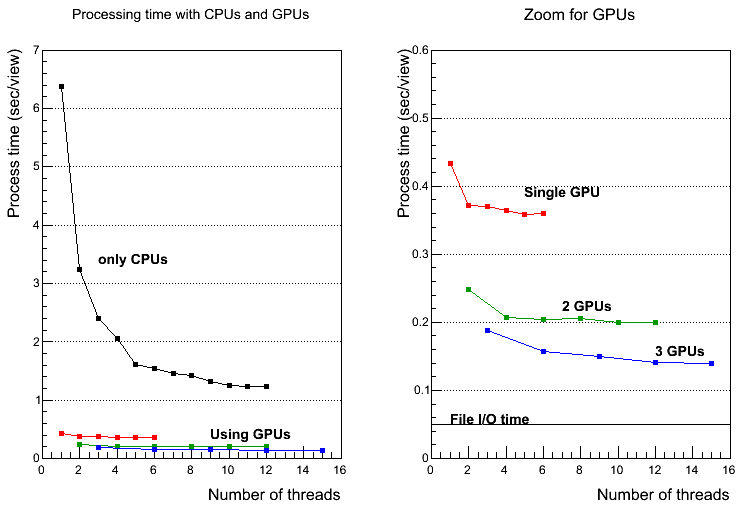 Processing time with CPUs and GPUs
Process time (sec/view)
7
6
5
4
3
2
1
0
only CPUs
Using GPUs
0 2 4 6 8 10 12 14 16
Number of threads
Zoom for GPUs
Process time (sec/view)
0.6
0.5
0.4
0.3
0.2
0.1
0
Single GPU
2 GPUs
3 GPUs
File I/O time
0 2 4 6 8 10 12 14 16
Number of threads